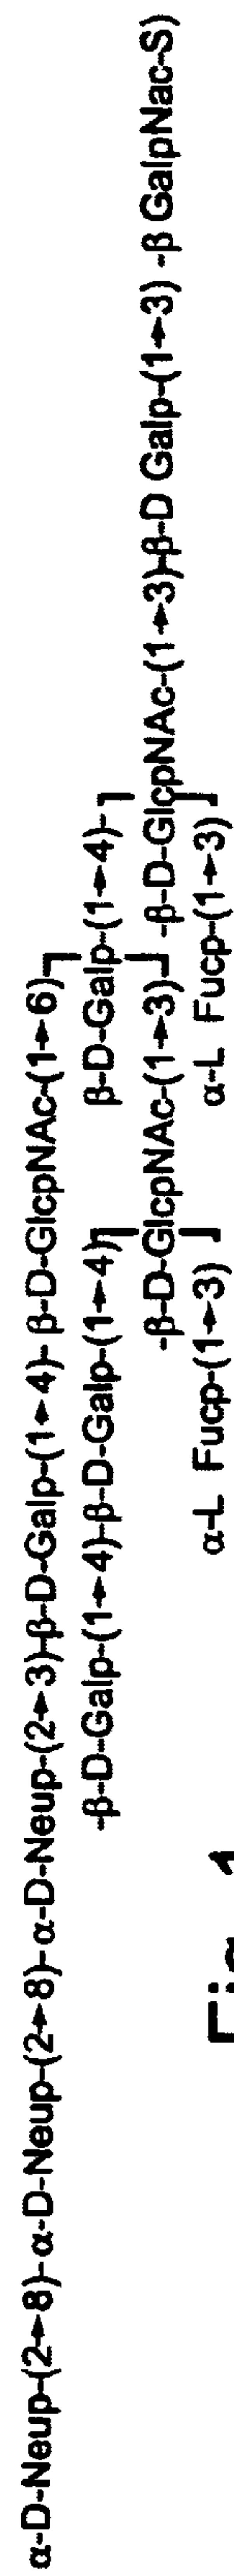 α-D-Neup-(2→8)-α-D-Neup-(2→8)-α-D-Neup-(2→3)-β-D-Galp-(1→4)-β-D-GlcpNAc-(1→6)
-β-D-Galp-(1→4)-β-D-Galp-(1→4) β-D-Galp-(1→4)-
-β-D-GlcpNAc-(1→3)-β-D-GlcpNAc-(1→3)-β-D Galp-(1→3) -β GalpNac-S)
α-L Fucp-(1→3) α-L Fucp-(1→3)